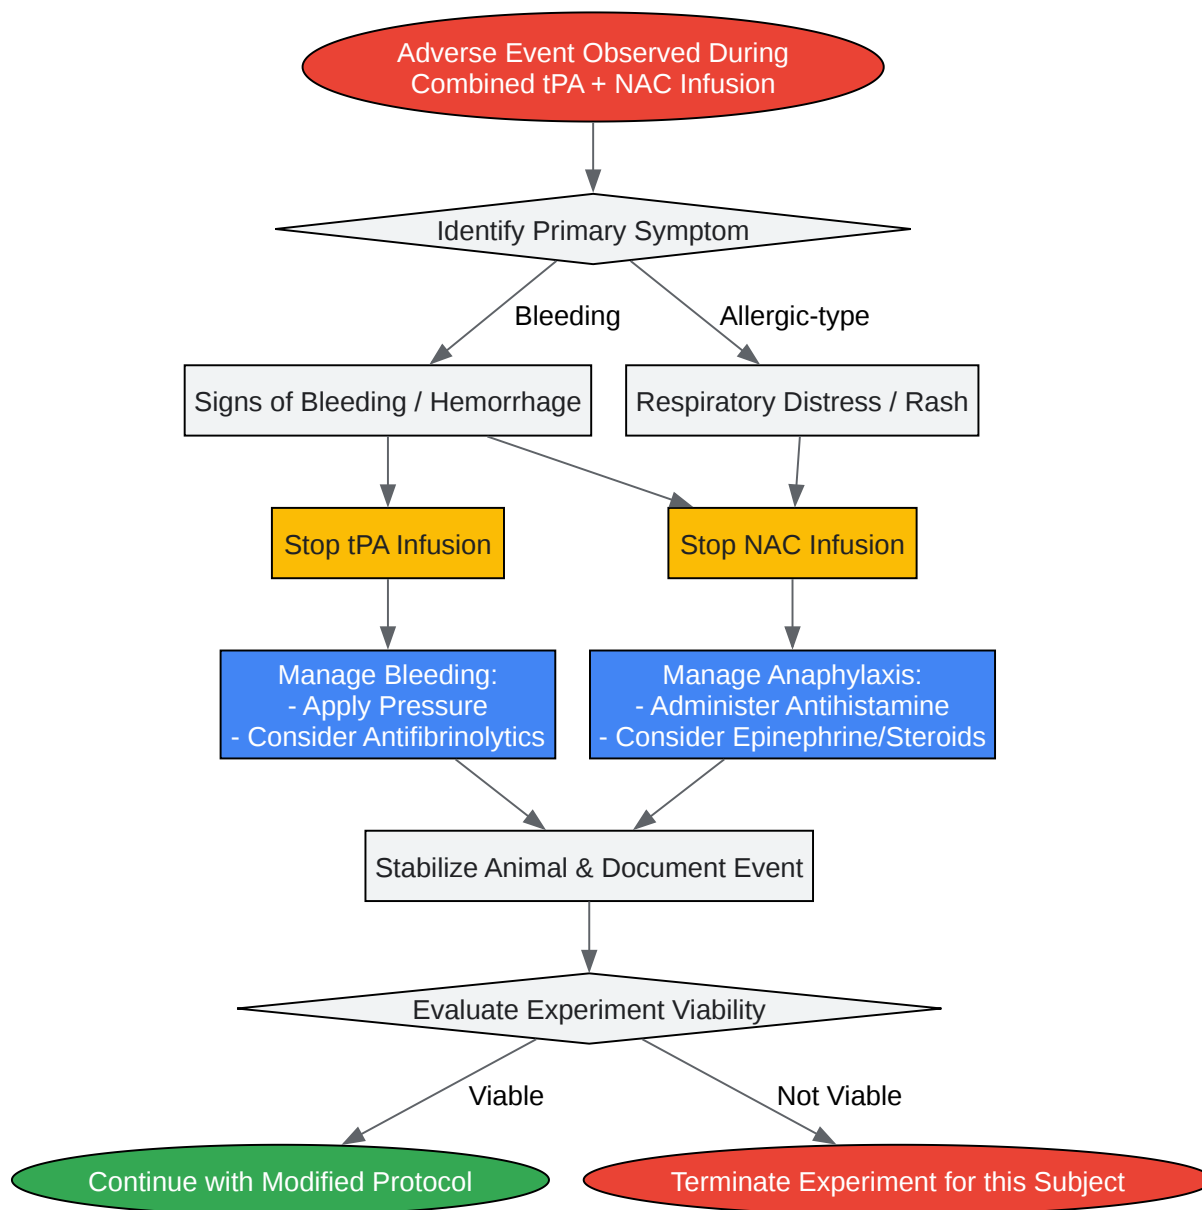 Adverse Event Observed During
Combined tPA + NAC Infusion
Identify Primary Symptom
Bleeding
Allergic-type
Signs of Bleeding / Hemorrhage
Respiratory Distress / Rash
Stop tPA Infusion
Stop NAC Infusion
Manage Bleeding:
- Apply Pressure
- Consider Antifibrinolytics
Manage Anaphylaxis:
- Administer Antihistamine
- Consider Epinephrine/Steroids
Stabilize Animal & Document Event
Evaluate Experiment Viability
Viable
Not Viable
Continue with Modified Protocol
Terminate Experiment for this Subject